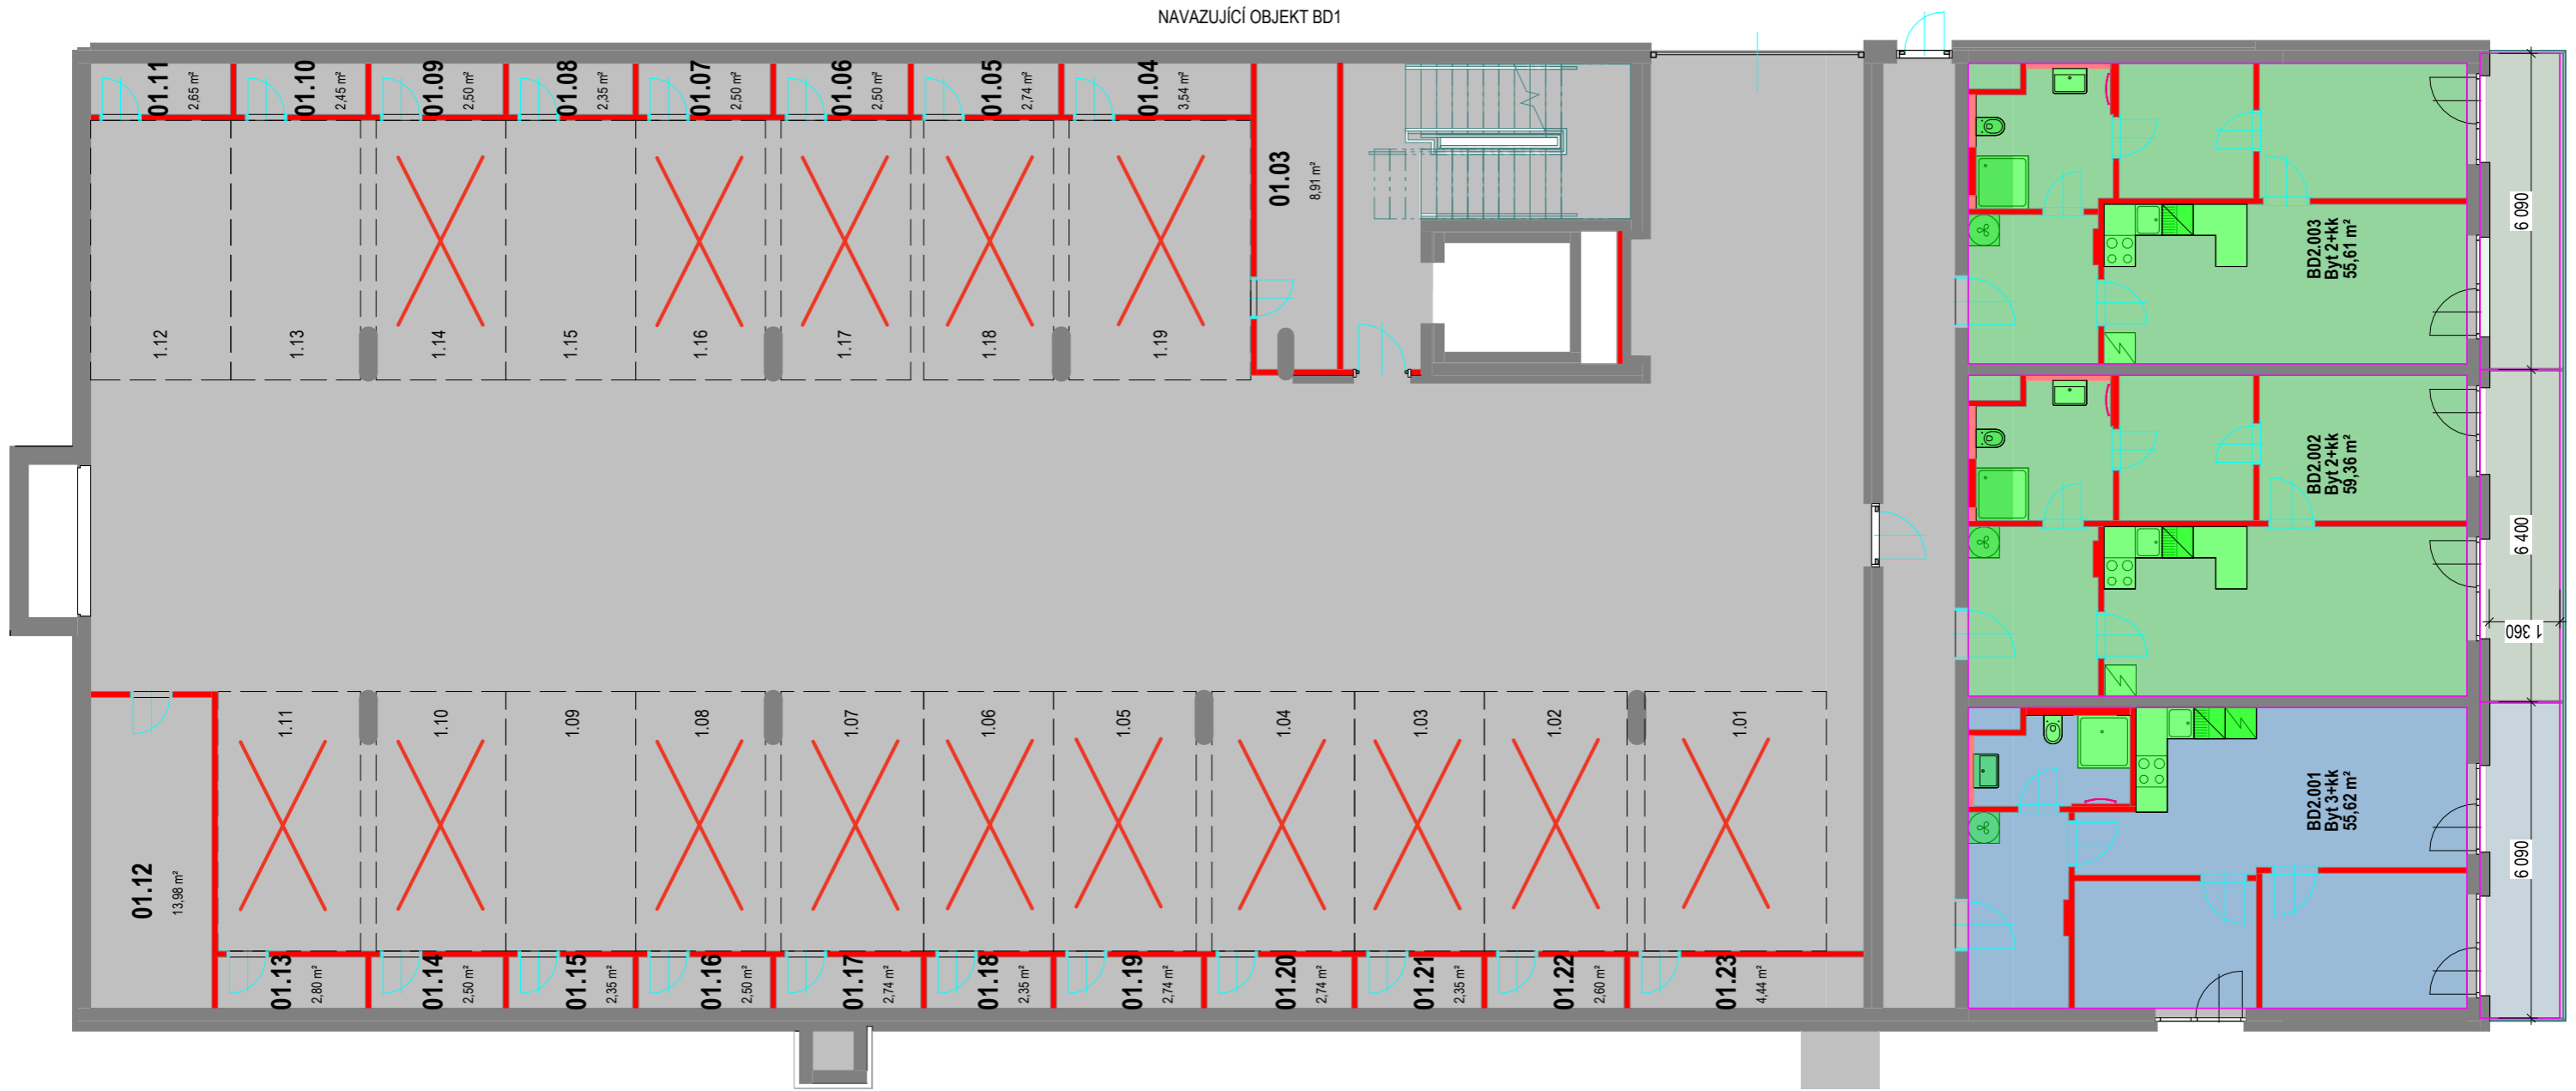 NAVAZUJÍCÍ OBJEKT BD1
01.11
2,65 m²
01.10
2,45 m²
01.09
2,50 m²
01.08
2,35 m²
01.07
2,50 m²
01.06
2,50 m²
01.05
2,74 m²
01.04
3,54 m²
01.03
8,91 m²
1.12
1.13
1.14
1.15
1.16
1.17
1.18
1.19
BD2.003
Byt 2+kk
55,61 m²
6 090
BD2.002
Byt 2+kk
59,36 m²
6 400
1 360
1.11
1.10
1.09
1.08
1.07
1.06
1.05
1.04
1.03
1.02
1.01
BD2.001
Byt 3+kk
55,62 m²
6 090
01.12
13,98 m²
01.13
2,80 m²
01.14
2,50 m²
01.15
2,35 m²
01.16
2,50 m²
01.17
2,74 m²
01.18
2,35 m²
01.19
2,74 m²
01.20
2,74 m²
01.21
2,35 m²
01.22
2,60 m²
01.23
4,44 m²